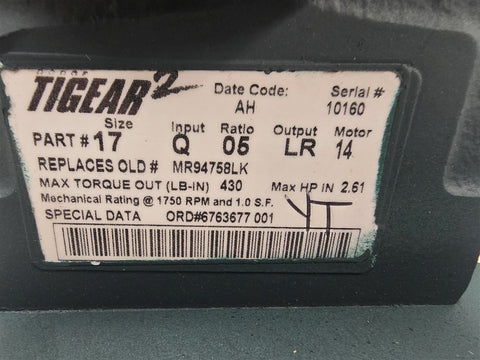 DODGE
TIGEAR 2
Date Code: Serial #
AH 10160
Size Input Ratio Output Motor
PART # 17 Q 05 LR 14
REPLACES OLD # MR94758LK
MAX TORQUE OUT (LB-IN) 430 Max HP IN 2.61
Mechanical Rating @ 1750 RPM and 1.0 S.F.
SPECIAL DATA ORD#6763677 001
YT